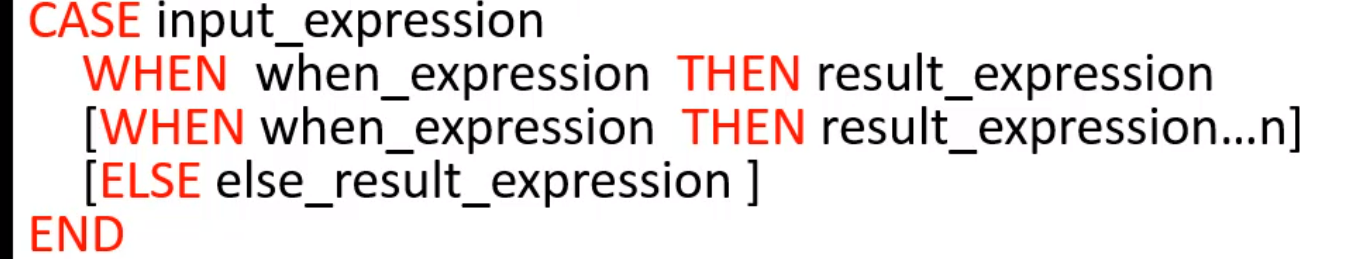 CASE input_expression
WHEN when_expression THEN result_expression
[WHEN when_expression THEN result_expression...n]
[ELSE else_result_expression ]
END